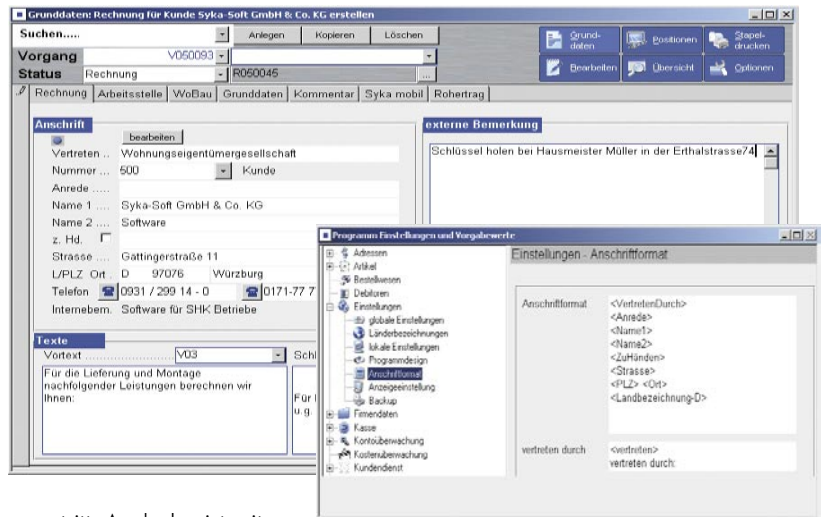 Grunddaten: Rechnung für Kunde Syka-Soft GmbH & Co. KG erstellen
Suchen..... Anlegen Kopieren Löschen
Grund-daten Positionen Stapel-drucken
Vorgang V050093
Status Rechnung R050045 ...
Bearbeiten Übersicht Optionen
Rechnung Arbeitsstelle WoBau Grunddaten Kommentar Syka mobil Rohertrag
Anschrift
bearbeiten
Vertreten .. Wohnungseigentümergesellschaft
Nummer ... 500 Kunde
Anrede .....
Name 1 .... Syka-Soft GmbH & Co. KG
Name 2 .... Software
z. Hd.
Strasse .... Gattingerstraße 11
L/PLZ Ort . D 97076 Würzburg
Telefon 0931 / 299 14 - 0 0171-77 7
Internebem. Software für SHK Betriebe
externe Bemerkung
Schlüssel holen bei Hausmeister Müller in der Erthalstrasse74
Texte
Vortext ...................... V03 Schl
Für die Lieferung und Montage
nachfolgender Leistungen berechnen wir
Ihnen:
Für
u.g.
Programm Einstellungen und Vorgabewerte
Adressen
Artikel
Bestellwesen
Debitoren
Einstellungen
globale Einstellungen
Länderbezeichnungen
lokale Einstellungen
Programmdesign
Anschriftformat
Anzeigeeinstellung
Backup
Firmendaten
Kasse
Kontoüberwachung
Kostenüberwachung
Kundendienst
Einstellungen - Anschriftformat
Anschriftformat <VertretenDurch>
<Anrede>
<Name1>
<Name2>
<ZuHänden>
<Strasse>
<PLZ> <Ort>
<Landbezeichnung-D>
vertreten durch <vertreten>
vertreten durch: